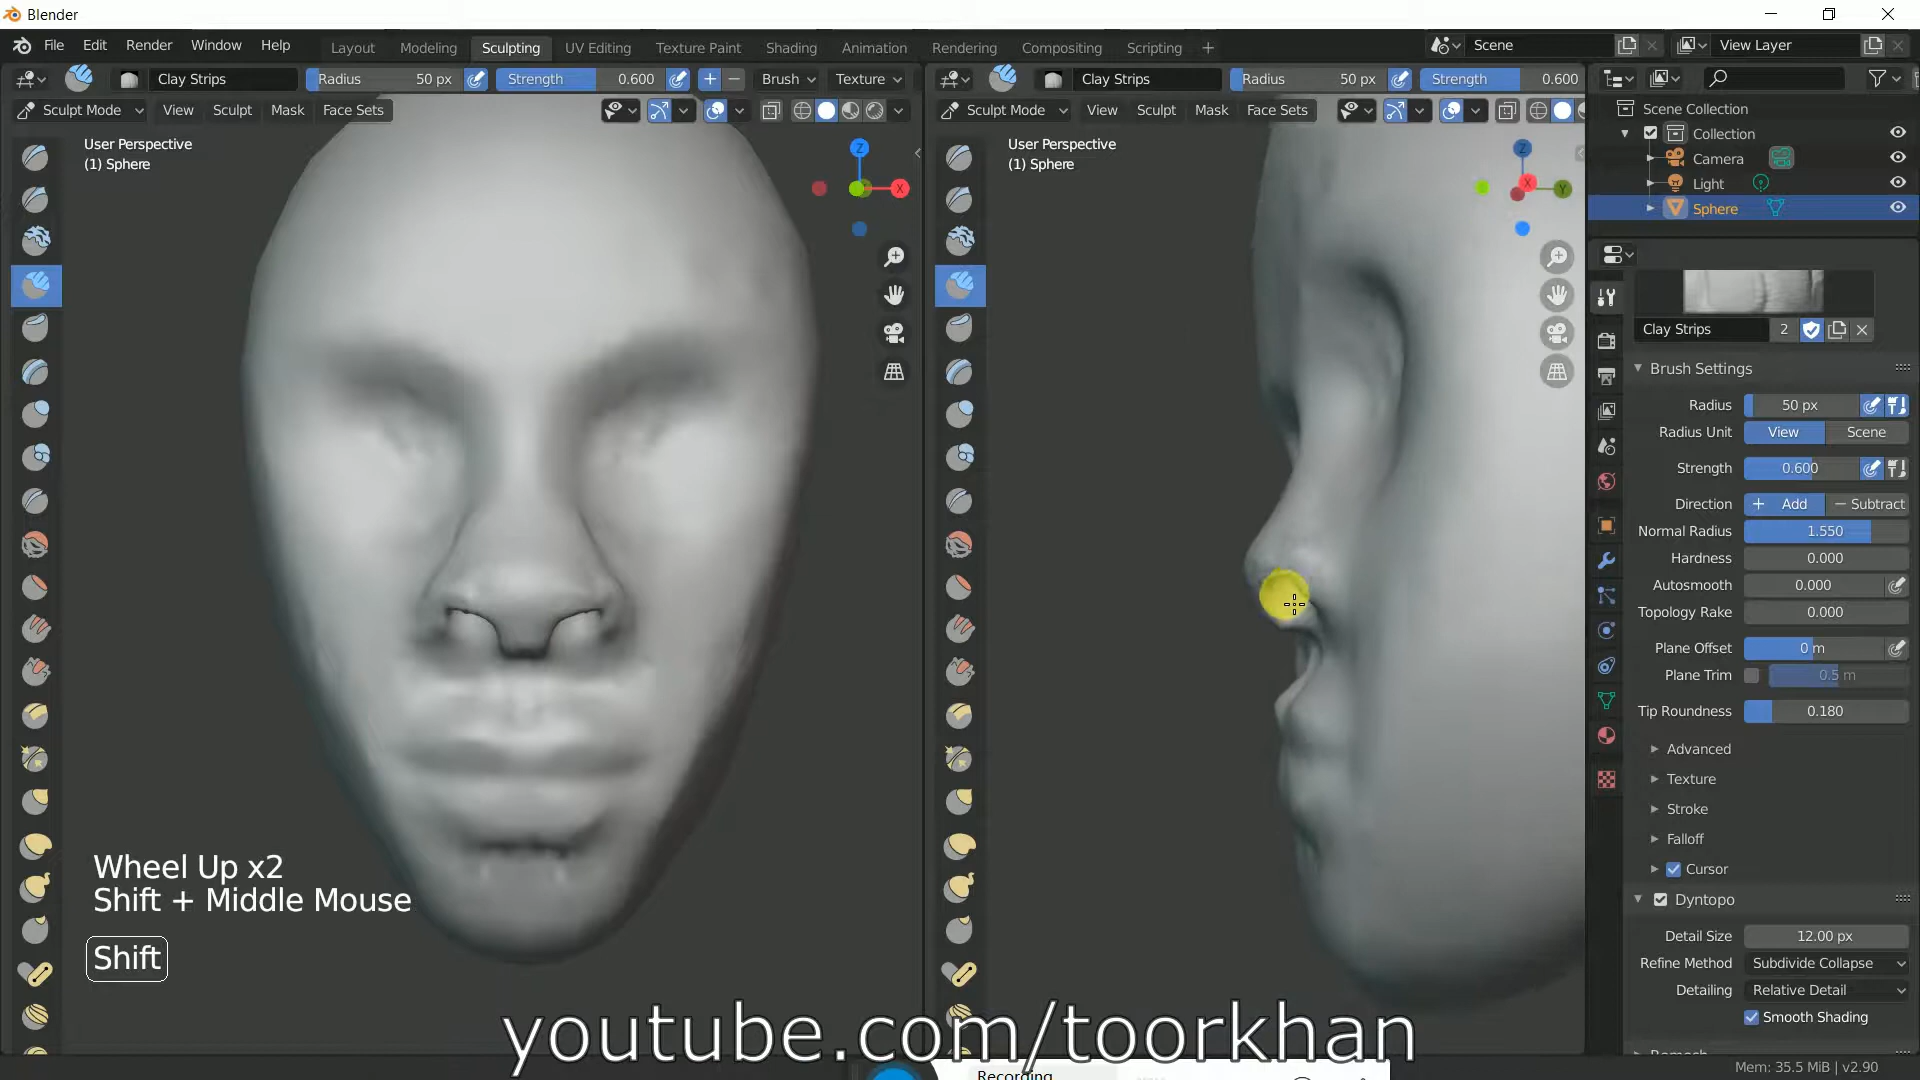 Blender
File Edit Render Window Help Layout Modeling Sculpting UV Editing Texture Paint Shading Animation Rendering Compositing Scripting + Scene View Layer
Clay Strips Radius 50 px Strength 0.600 Brush Texture
Clay Strips Radius 50 px Strength 0.600
Sculpt Mode View Sculpt Mask Face Sets
Sculpt Mode View Sculpt Mask Face Sets
User Perspective
(1) Sphere
Z
X
User Perspective
(1) Sphere
Z
X
Y
Scene Collection
Collection
Camera
Light
Sphere
Clay Strips 2
Brush Settings
Radius 50 px
Radius Unit View Scene
Strength 0.600
Direction + Add − Subtract
Normal Radius 1.550
Hardness 0.000
Autosmooth 0.000
Topology Rake 0.000
Plane Offset 0 m
Plane Trim 0.5 m
Tip Roundness 0.180
Advanced
Texture
Stroke
Falloff
Cursor
Dyntopo
Detail Size 12.00 px
Refine Method Subdivide Collapse
Detailing Relative Detail
Smooth Shading
Remesh
Wheel Up x2
Shift + Middle Mouse
Shift
youtube.com/toorkhan
Recording
Mem: 35.5 MiB | v2.90